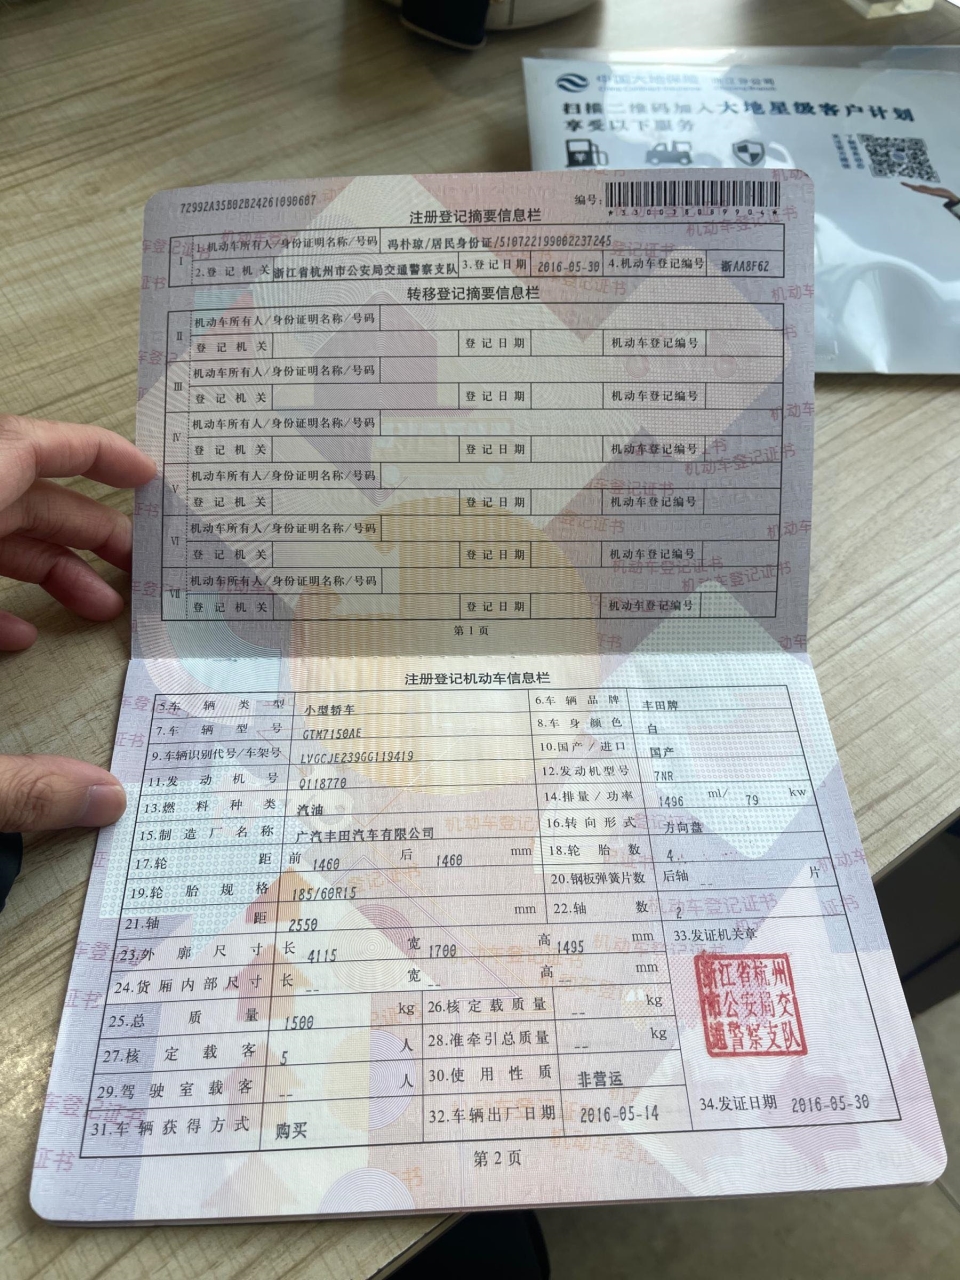 中国大地保险 浙江分公司
扫描二维码加入大地星级客户计划
享受以下服务
72992A35B02B24261090607
编号:
*330038089904*
注册登记摘要信息栏
I
1.机动车所有人/身份证明名称/号码 冯朴琼/居民身份证/510722199002237245
2.登记机关 浙江省杭州市公安局交通警察支队 3.登记日期 2016-05-30 4.机动车登记编号 浙AA8F6Z
转移登记摘要信息栏
II
机动车所有人/身份证明名称/号码
登记机关 登记日期 机动车登记编号
III
机动车所有人/身份证明名称/号码
登记机关 登记日期 机动车登记编号
IV
机动车所有人/身份证明名称/号码
登记机关 登记日期 机动车登记编号
V
机动车所有人/身份证明名称/号码
登记机关 登记日期 机动车登记编号
VI
机动车所有人/身份证明名称/号码
登记机关 登记日期 机动车登记编号
VII
机动车所有人/身份证明名称/号码
登记机关 登记日期 机动车登记编号
第1页
注册登记机动车信息栏
5.车辆类型 小型轿车 6.车辆品牌 丰田牌
7.车辆型号 GTM7150AE 8.车身颜色 白
9.车辆识别代号/车架号 LVGCJE239GG119419 10.国产/进口 国产
11.发动机号 Q118770 12.发动机型号 7NR
13.燃料种类 汽油 14.排量/功率 1496 ml/ 79 kw
15.制造厂名称 广汽丰田汽车有限公司 16.转向形式 方向盘
17.轮距 前 1460 后 1460 mm 18.轮胎数 4
19.轮胎规格 185/60R15 20.钢板弹簧片数 后轴 -- 片
21.轴距 2550 mm 22.轴数 2
23.外廓尺寸 长 4115 宽 1700 高 1495 mm 33.发证机关章
24.货厢内部尺寸 长 -- 宽 -- 高 -- mm
浙江省杭州
市公安局交
通警察支队
25.总质量 1500 kg 26.核定载质量 -- kg
27.核定载客 5 人 28.准牵引总质量 -- kg
29.驾驶室载客 -- 人 30.使用性质 非营运
31.车辆获得方式 购买 32.车辆出厂日期 2016-05-14 34.发证日期 2016-05-30
第2页